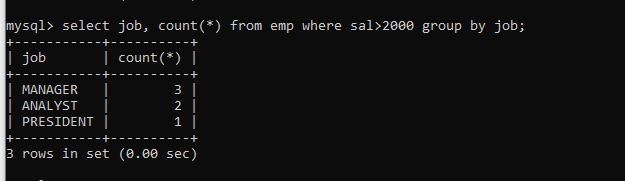 mysql> select job, count(*) from emp where sal>2000 group by job;
+-----------+----------+
| job       | count(*) |
+-----------+----------+
| MANAGER   |        3 |
| ANALYST   |        2 |
| PRESIDENT |        1 |
+-----------+----------+
3 rows in set (0.00 sec)